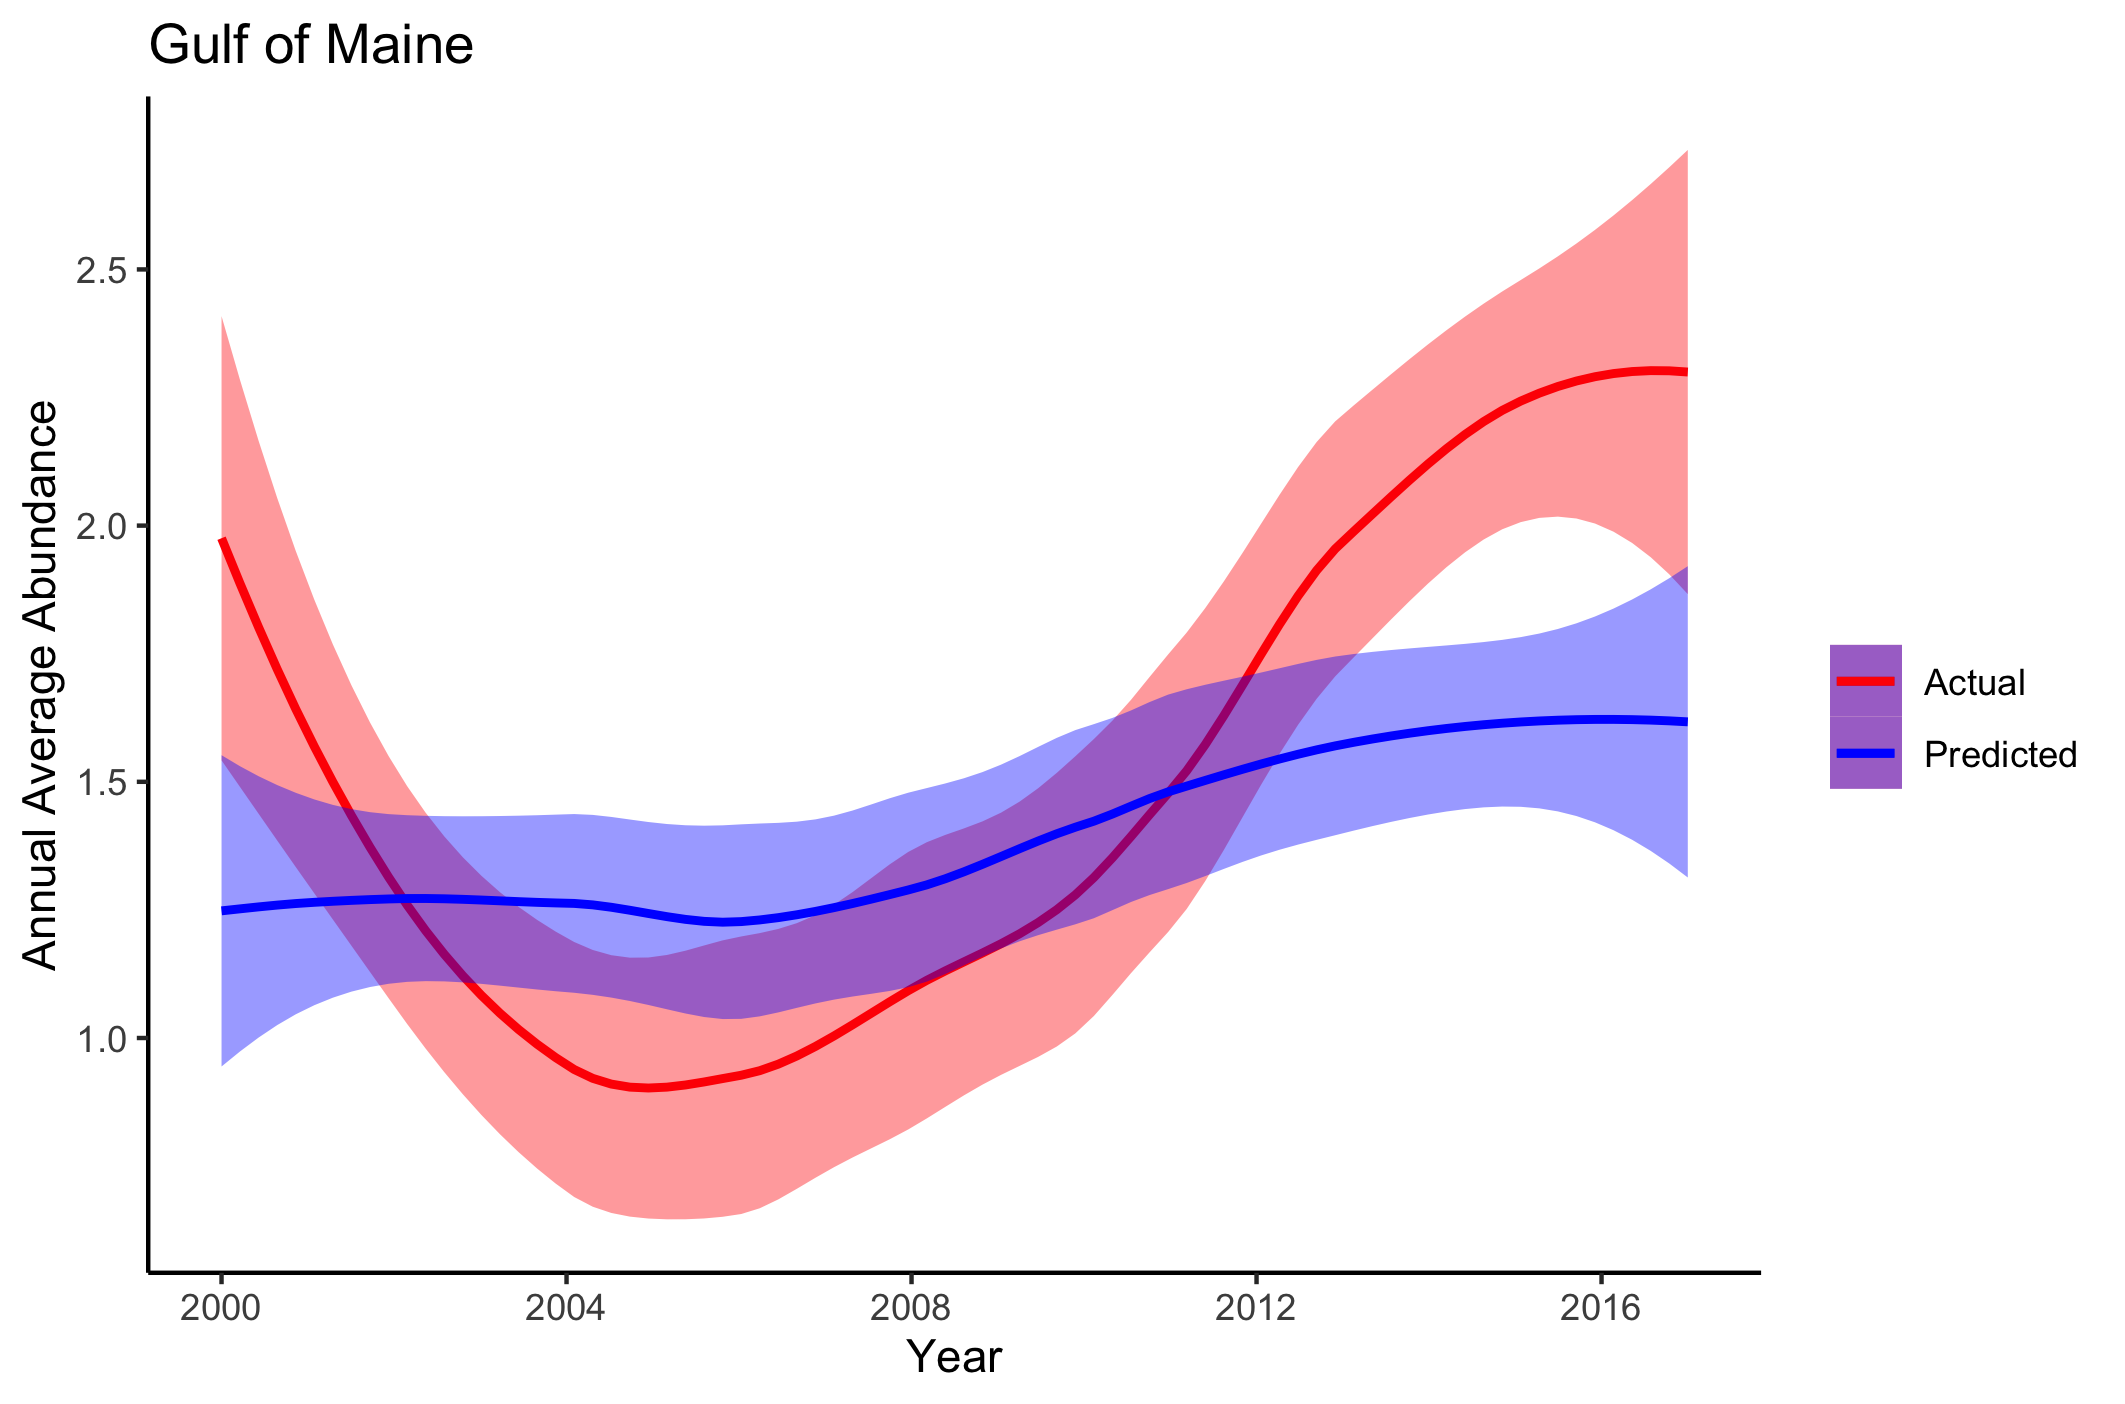 Gulf of Maine
Annual Average Abundance
2.5
2.0
1.5
1.0
2000 2004 2008 2012 2016
Year
Actual
Predicted